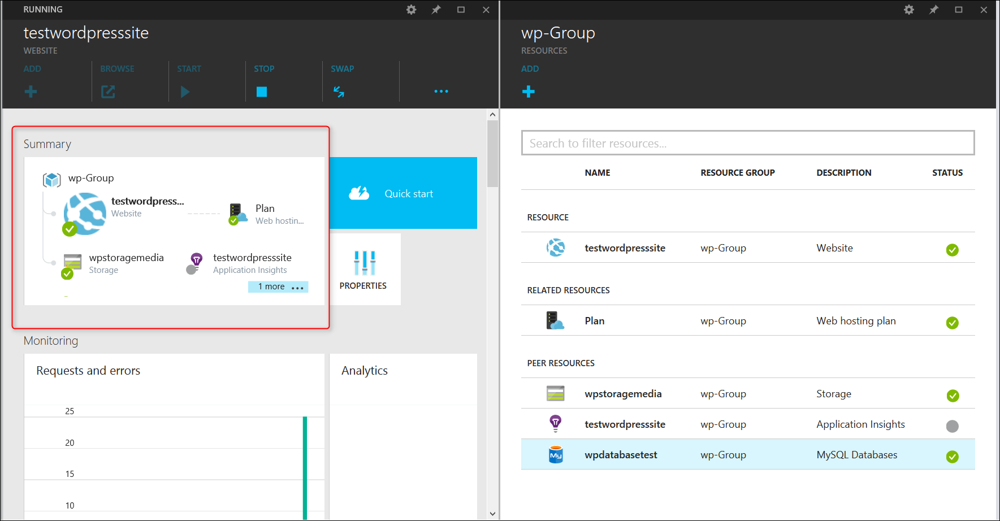 RUNNING
testwordpresssite
WEBSITE
ADD BROWSE START STOP SWAP
Summary
wp-Group
testwordpress...
Website
Plan
Web hostin...
wpstoragemedia
Storage
testwordpresssite
Application Insights
1 more ...
Quick start
PROPERTIES
Monitoring
Requests and errors
25
20
15
10
Analytics
wp-Group
RESOURCES
ADD
Search to filter resources...
NAME RESOURCE GROUP DESCRIPTION STATUS
RESOURCE
testwordpresssite wp-Group Website
RELATED RESOURCES
Plan wp-Group Web hosting plan
PEER RESOURCES
wpstoragemedia wp-Group Storage
testwordpresssite wp-Group Application Insights
My wpdatabasetest wp-Group MySQL Databases